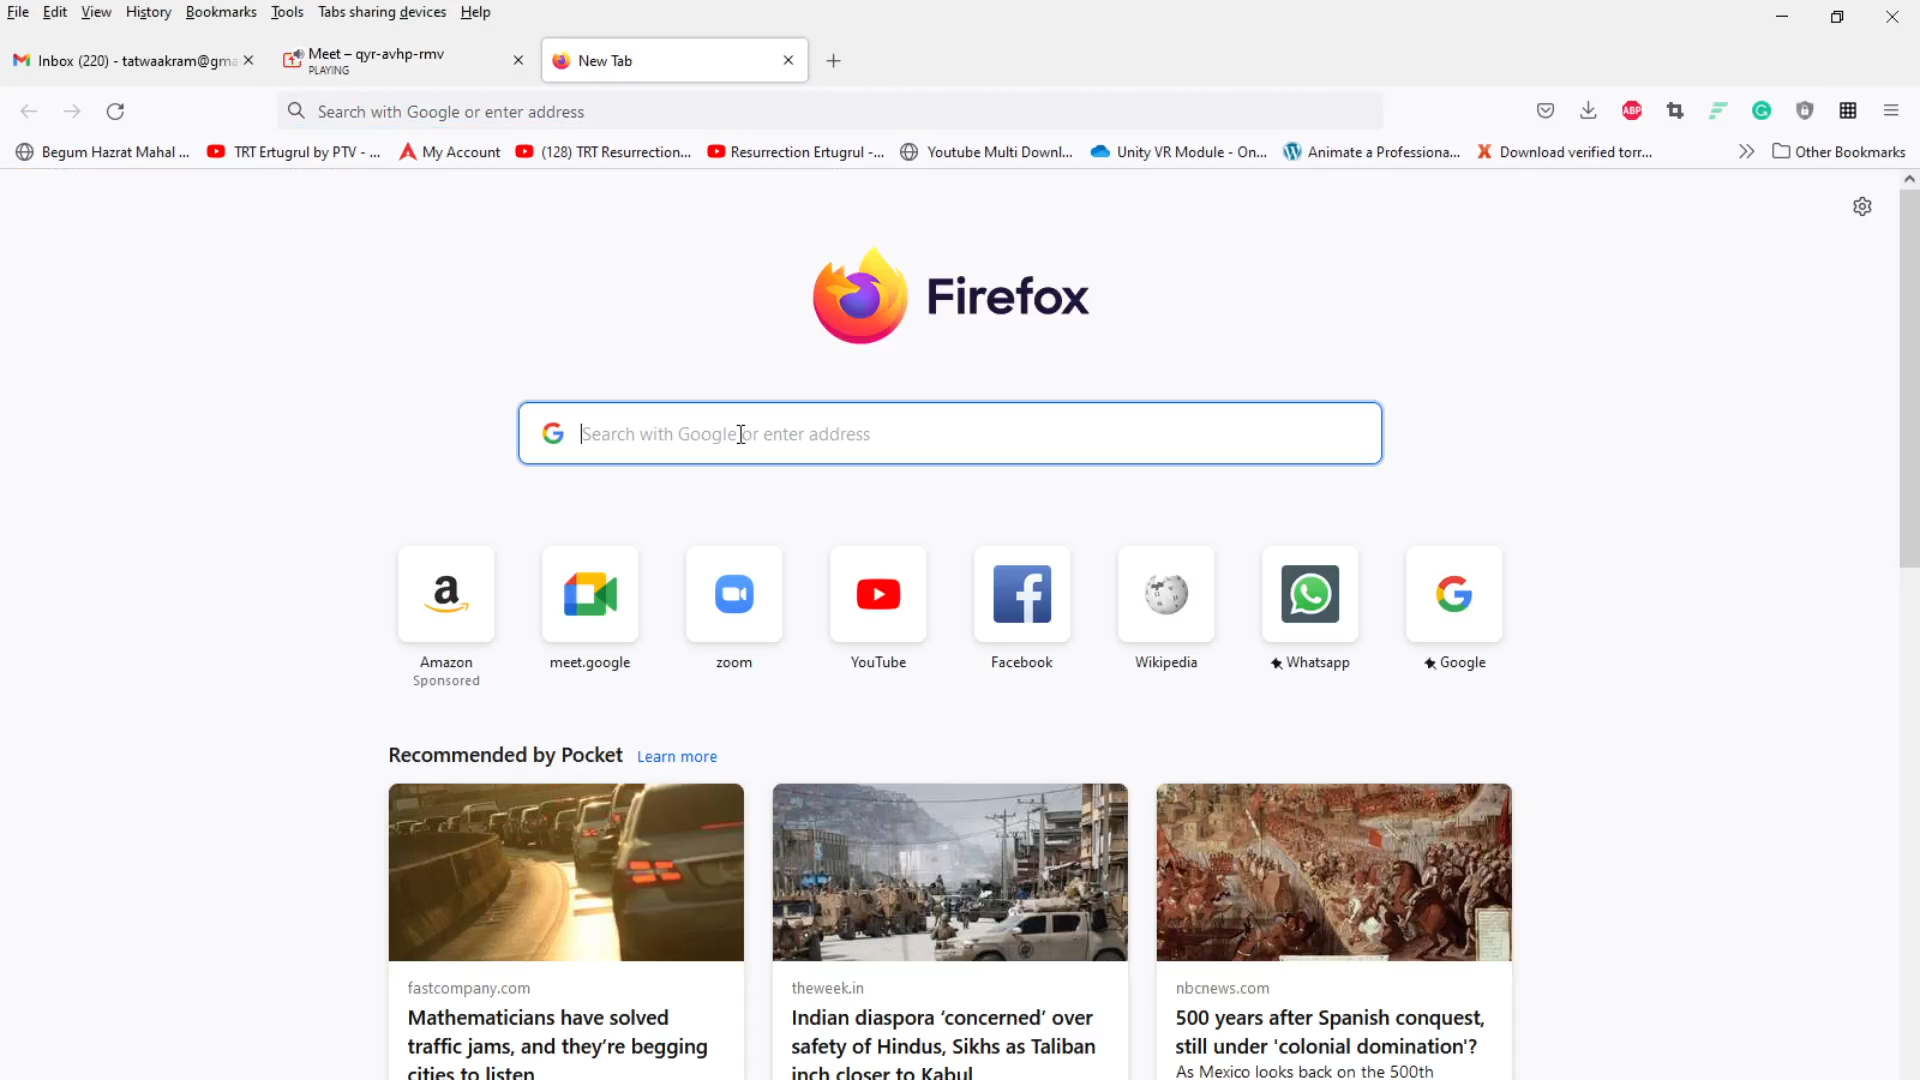 File Edit View History Bookmarks Tools Tabs sharing devices Help
Inbox (220) - tatwaakram@gma
Meet – qyr-avhp-rmv
PLAYING
New Tab
Search with Google or enter address
ABP
Begum Hazrat Mahal ... TRT Ertugrul by PTV - ... My Account (128) TRT Resurrection... Resurrection Ertugrul -... Youtube Multi Downl... Unity VR Module - On... Animate a Professiona... Download verified torr... Other Bookmarks
Firefox
Search with Google or enter address
Amazon meet.google zoom YouTube Facebook Wikipedia Whatsapp Google
Sponsored
Recommended by Pocket Learn more
fastcompany.com
Mathematicians have solved
traffic jams, and they're begging
cities to listen
theweek.in
Indian diaspora ‘concerned’ over
safety of Hindus, Sikhs as Taliban
inch closer to Kabul
nbcnews.com
500 years after Spanish conquest,
still under 'colonial domination'?
As Mexico looks back on the 500th